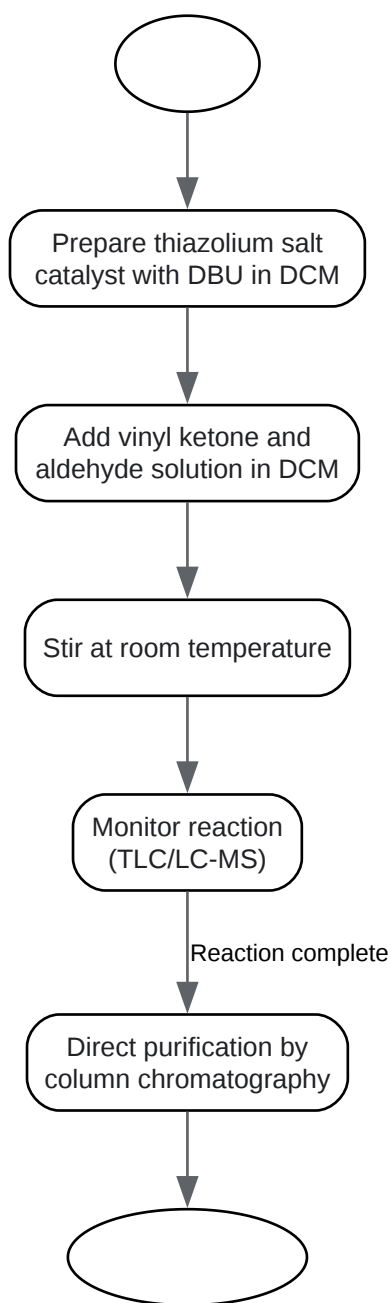 Prepare thiazolium salt
catalyst with DBU in DCM
Add vinyl ketone and
aldehyde solution in DCM
Stir at room temperature
Monitor reaction
(TLC/LC-MS)
Reaction complete
Direct purification by
column chromatography